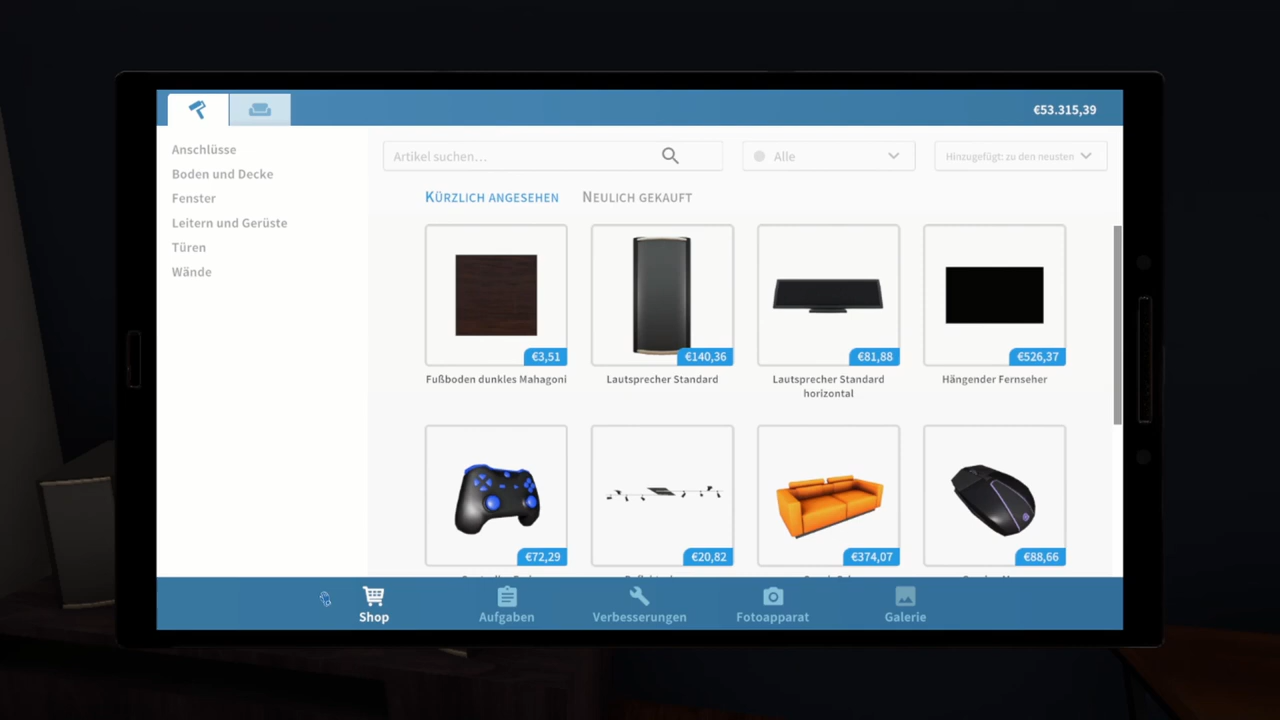 €53.315,39
Anschlüsse
Boden und Decke
Fenster
Leitern und Gerüste
Türen
Wände
Artikel suchen...
Alle
Hinzugefügt: zu den neusten
KÜRZLICH ANGESEHEN
NEULICH GEKAUFT
€3,51
€140,36
€81,88
€526,37
Fußboden dunkles Mahagoni
Lautsprecher Standard
Lautsprecher Standard
horizontal
Hängender Fernseher
€72,29
€20,82
€374,07
€88,66
Shop
Aufgaben
Verbesserungen
Fotoapparat
Galerie